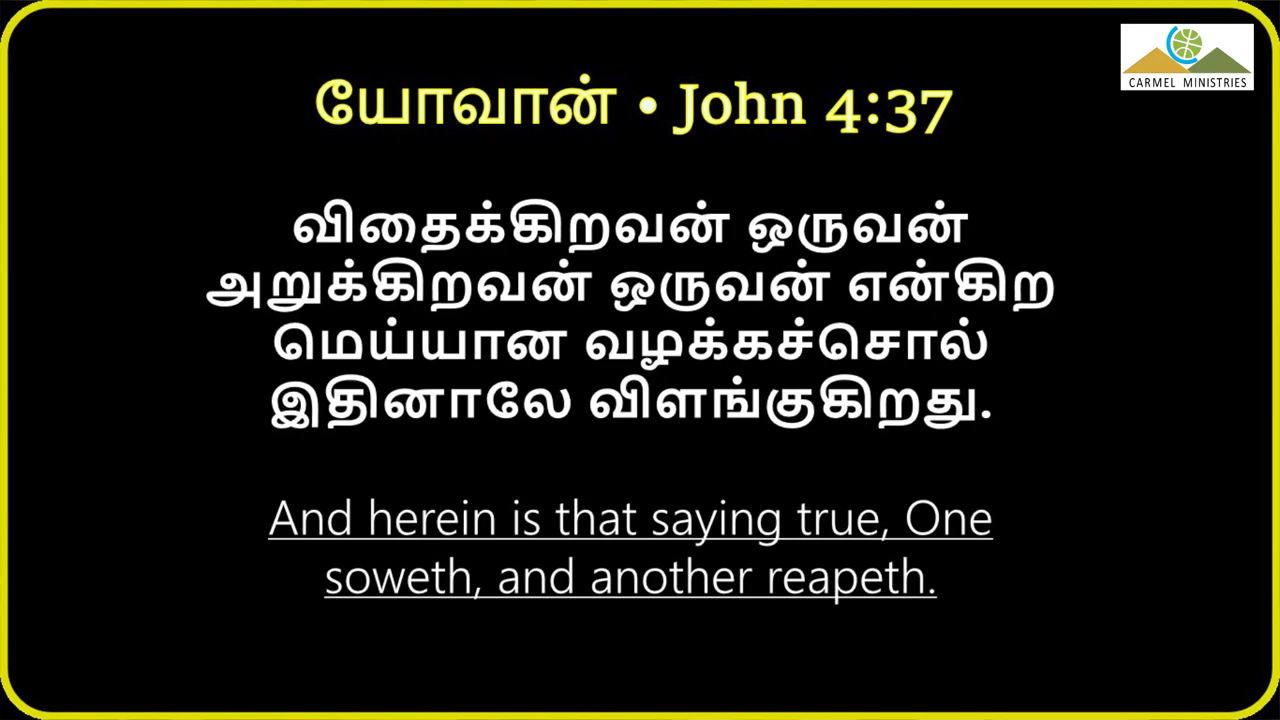 CARMEL MINISTRIES
யோவான் • John 4:37
விதைக்கிறவன் ஒருவன்
அறுக்கிறவன் ஒருவன் என்கிற
மெய்யான வழக்கச்சொல்
இதினாலே விளங்குகிறது.
And herein is that saying true, One
soweth, and another reapeth.